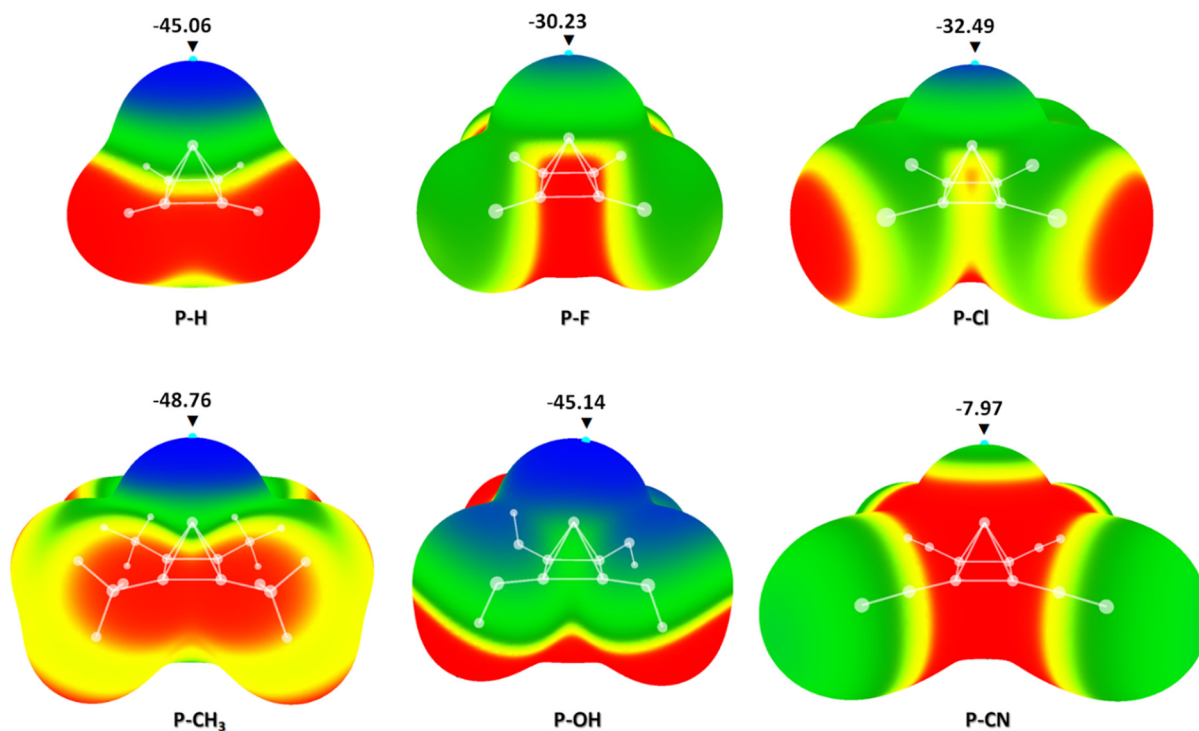 -45.06 -30.23 -32.49
P-H P-F P-Cl
-48.76 -45.14 -7.97
P-CH₃ P-OH P-CN